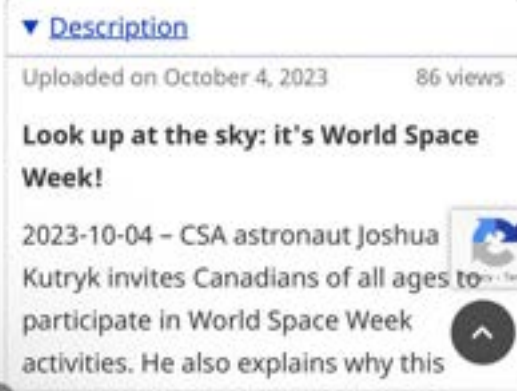 ▼ Description
Uploaded on October 4, 2023 86 views
Look up at the sky: it's World Space
Week!
2023-10-04 – CSA astronaut Joshua
Kutryk invites Canadians of all ages to
participate in World Space Week
activities. He also explains why this